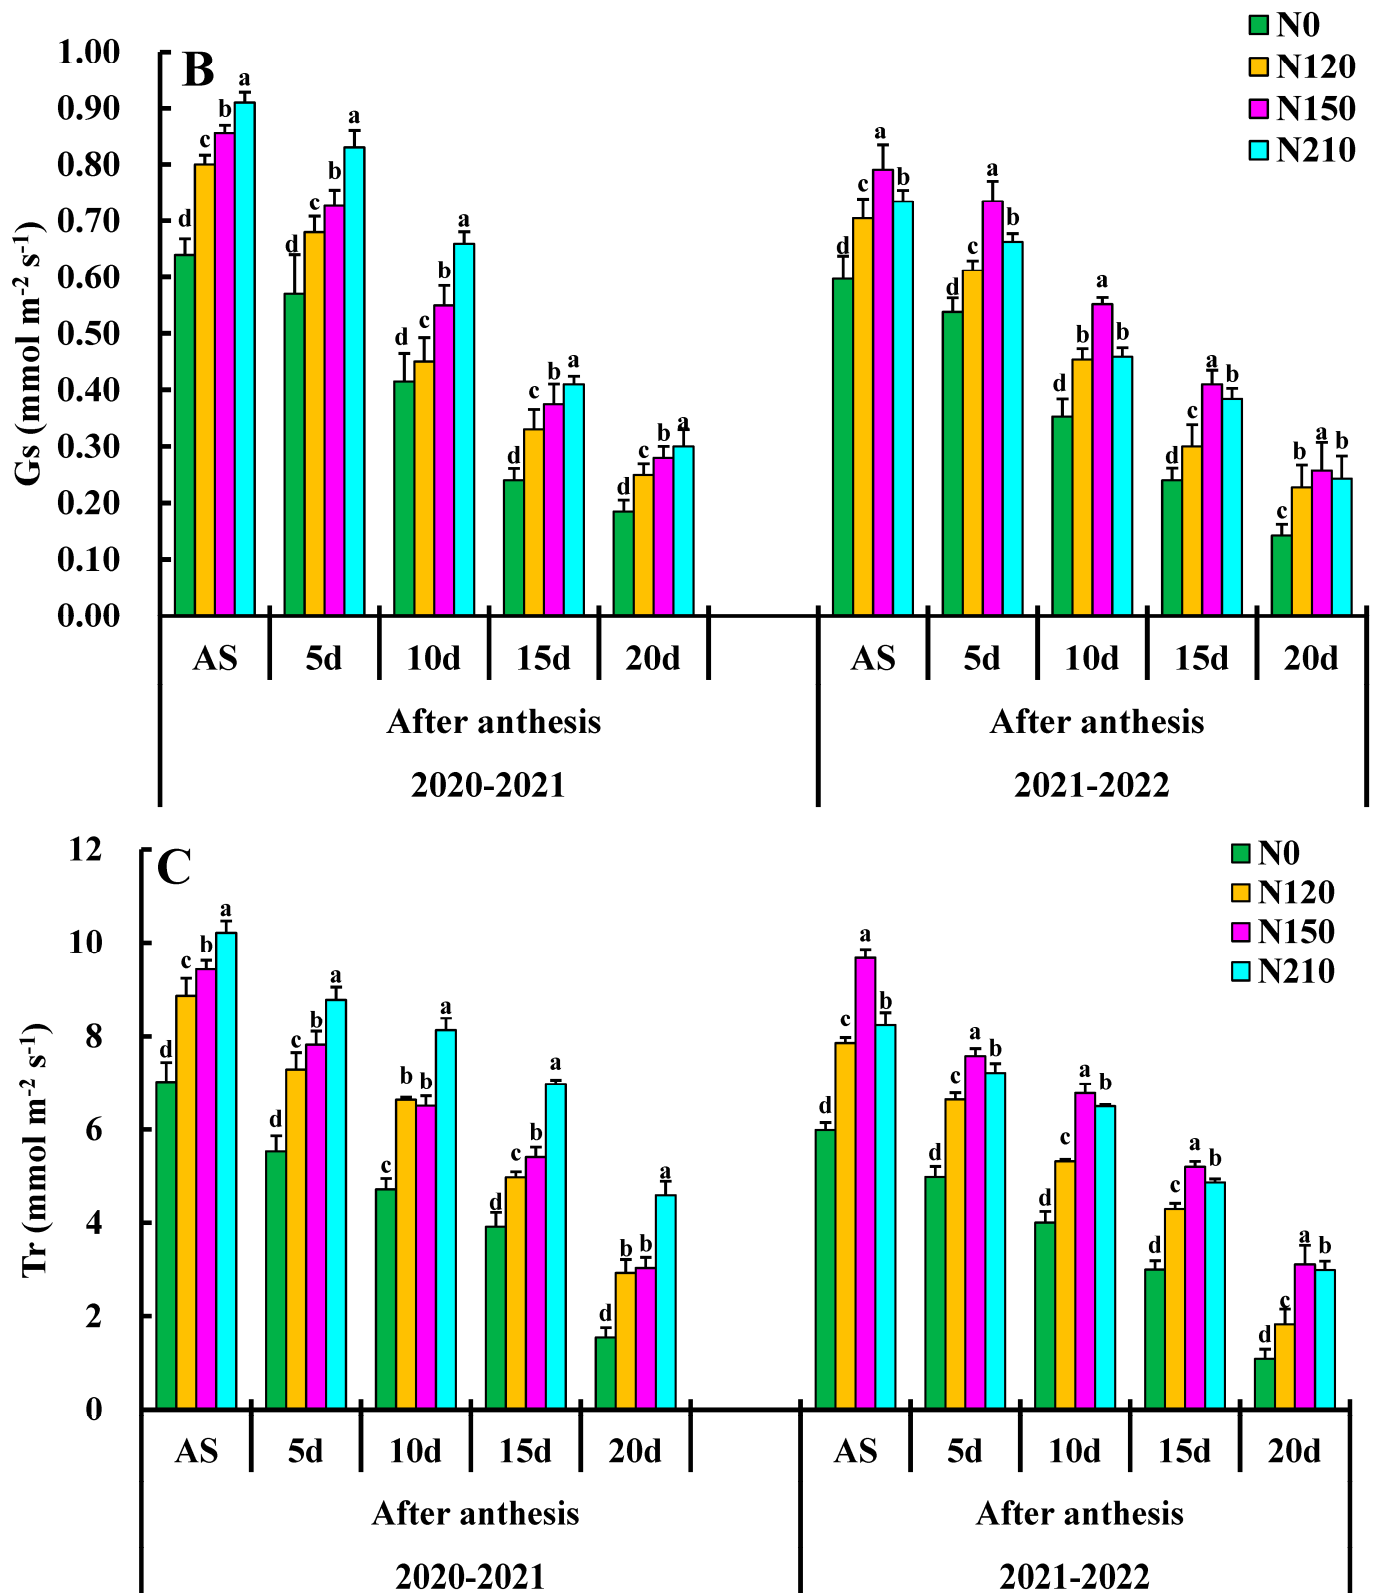 B
Gs (mmol m⁻² s⁻¹)
1.00
0.90
0.80
0.70
0.60
0.50
0.40
0.30
0.20
0.10
0.00
N0
N120
N150
N210
d c b a
d c b a
d c b a
d c b a
d c b a
d c a b
d c a b
d b a b
d c a b
c b a b
AS 5d 10d 15d 20d AS 5d 10d 15d 20d
After anthesis After anthesis
2020-2021 2021-2022
C
Tr (mmol m⁻² s⁻¹)
12
10
8
6
4
2
0
N0
N120
N150
N210
d c b a
d c b a
c b b a
d c b a
d b b a
d c a b
d c a b
d c a b
d c a b
d c a b
AS 5d 10d 15d 20d AS 5d 10d 15d 20d
After anthesis After anthesis
2020-2021 2021-2022